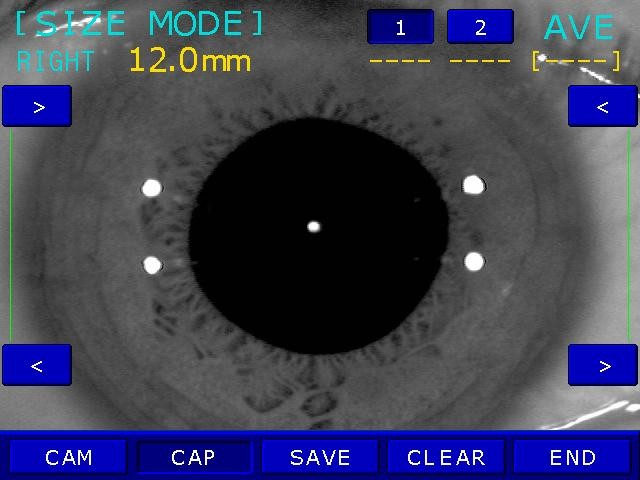 [SIZE MODE] 1 2 AVE
RIGHT 12.0mm ---- ---- [----]
> <
< >
CAM CAP SAVE CLEAR END